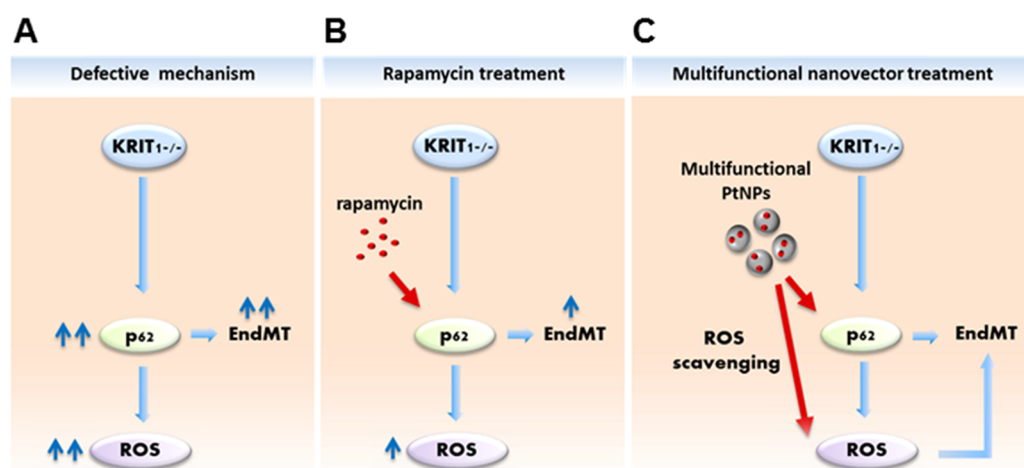 A
B
C
Defective mechanism
Rapamycin treatment
Multifunctional nanovector treatment
KRIT1-/-
p62
EndMT
ROS
KRIT1-/-
rapamycin
p62
EndMT
ROS
KRIT1-/-
Multifunctional
PtNPs
ROS
scavenging
p62
EndMT
ROS